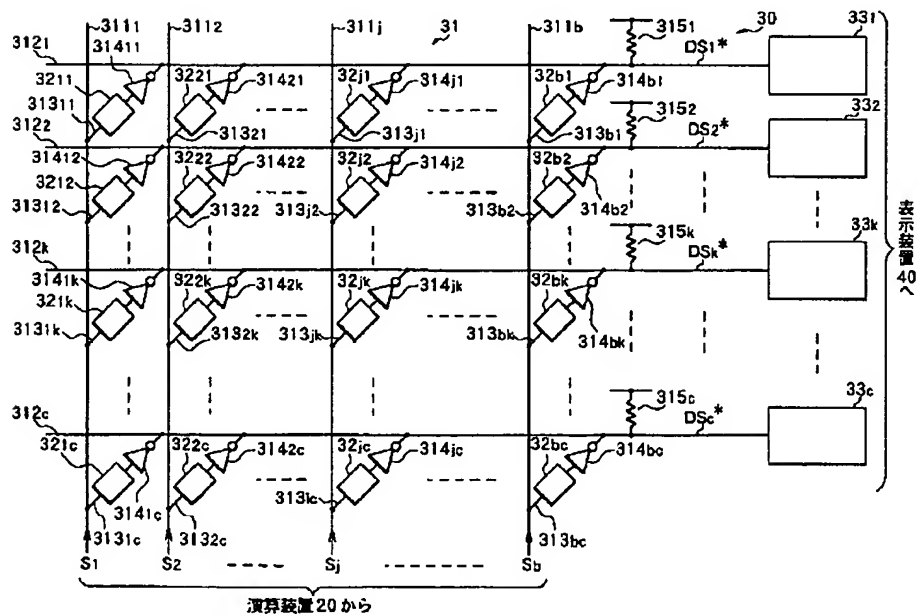 311₁ 311₂ 311j 31 311b 315₁ 30 33₁
312₁ 314₁₁ DS₁*
32₁₁ 32₂₁ 314₂₁ 32j₁ 314j₁ 32b₁ 314b₁
313₁₁ 315₂ 33₂
312₂ 313₂₁ 313j₁ 313b₁ DS₂*
314₁₂ 32₂₂ 314₂₂ 32j₂ 314j₂ 32b₂
32₁₂ 314b₂
313₁₂ 313₂₂ 313j₂ 313b₂
312k 315k DSk* 33k
314₁k 32₂k 314₂k 32jk 314jk 32bk
32₁k
313₁k 313₂k 313jk 313bk 314bk
表示装置40へ
312c 315c DSc* 33c
32₁c 32₂c 314₂c 32jc 314jc 32bc 314bc
313kc
314₁c
313₁c 313₂c 313bc
S₁ S₂ Sj Sb
演算装置20から